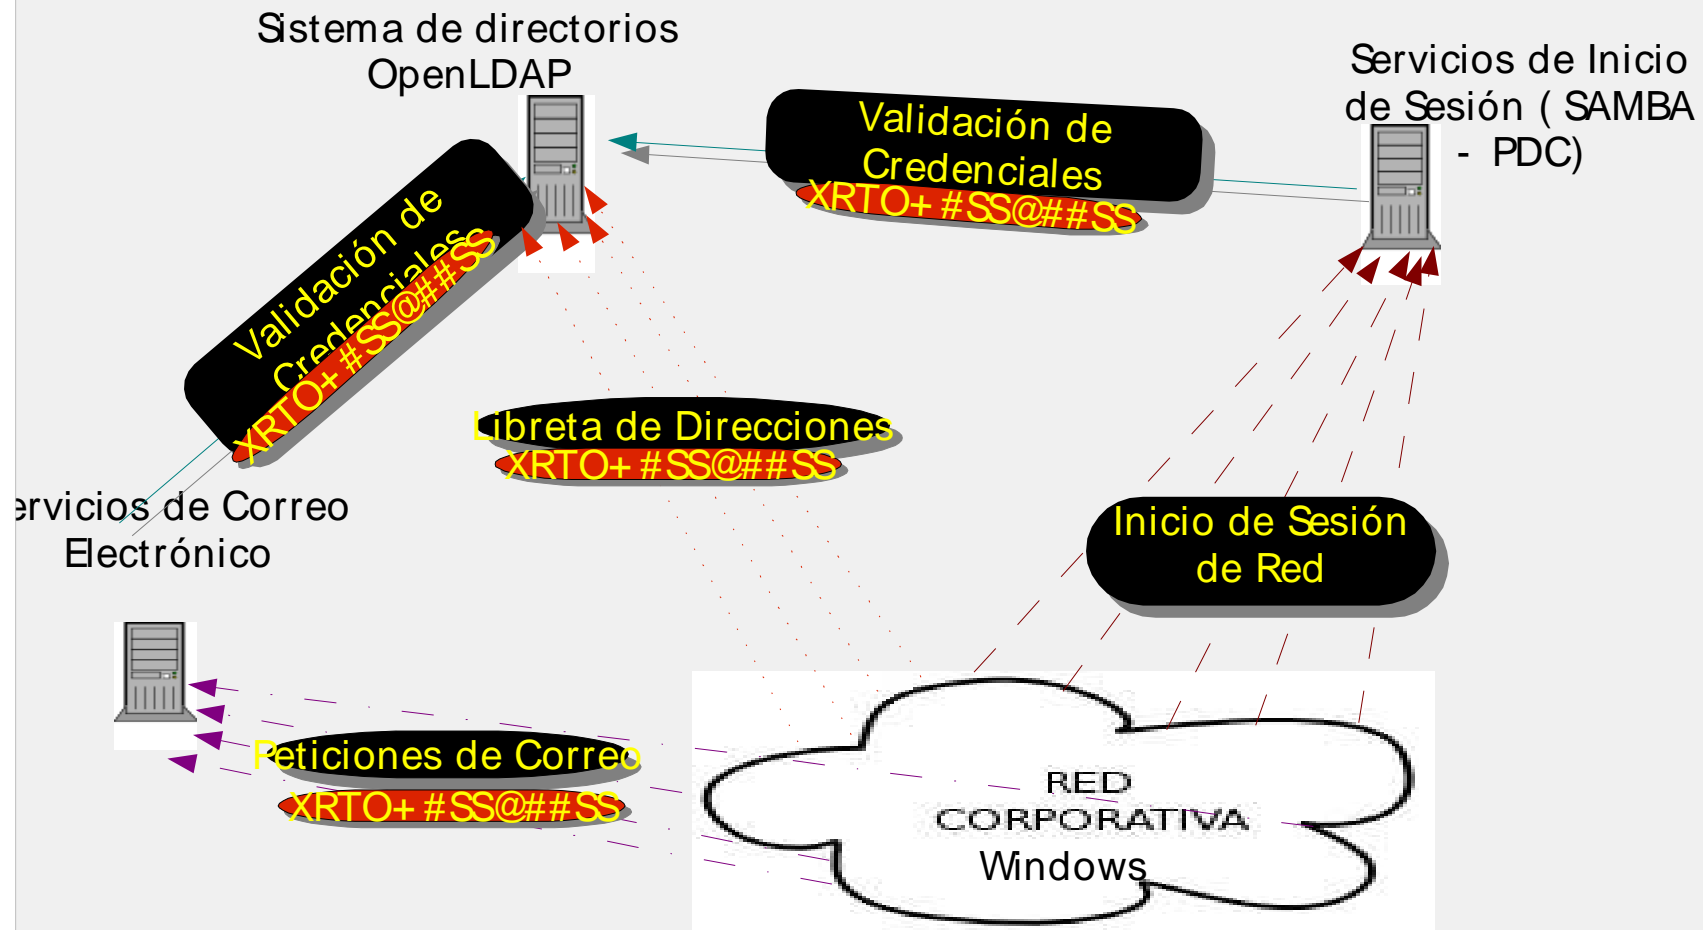 Sistema de directorios
OpenLDAP
Servicios de Inicio
de Sesión ( SAMBA
- PDC)
Validación de
Credenciales
XRTO+#SS@##SS
Validación de
Credenciales
XRTO+#SS@##SS
Libreta de Direcciones
XRTO+#SS@##SS
ervicios de Correo
Electrónico
Inicio de Sesión
de Red
Peticiones de Correo
XRTO+#SS@##SS
RED
CORPORATIVA
Windows